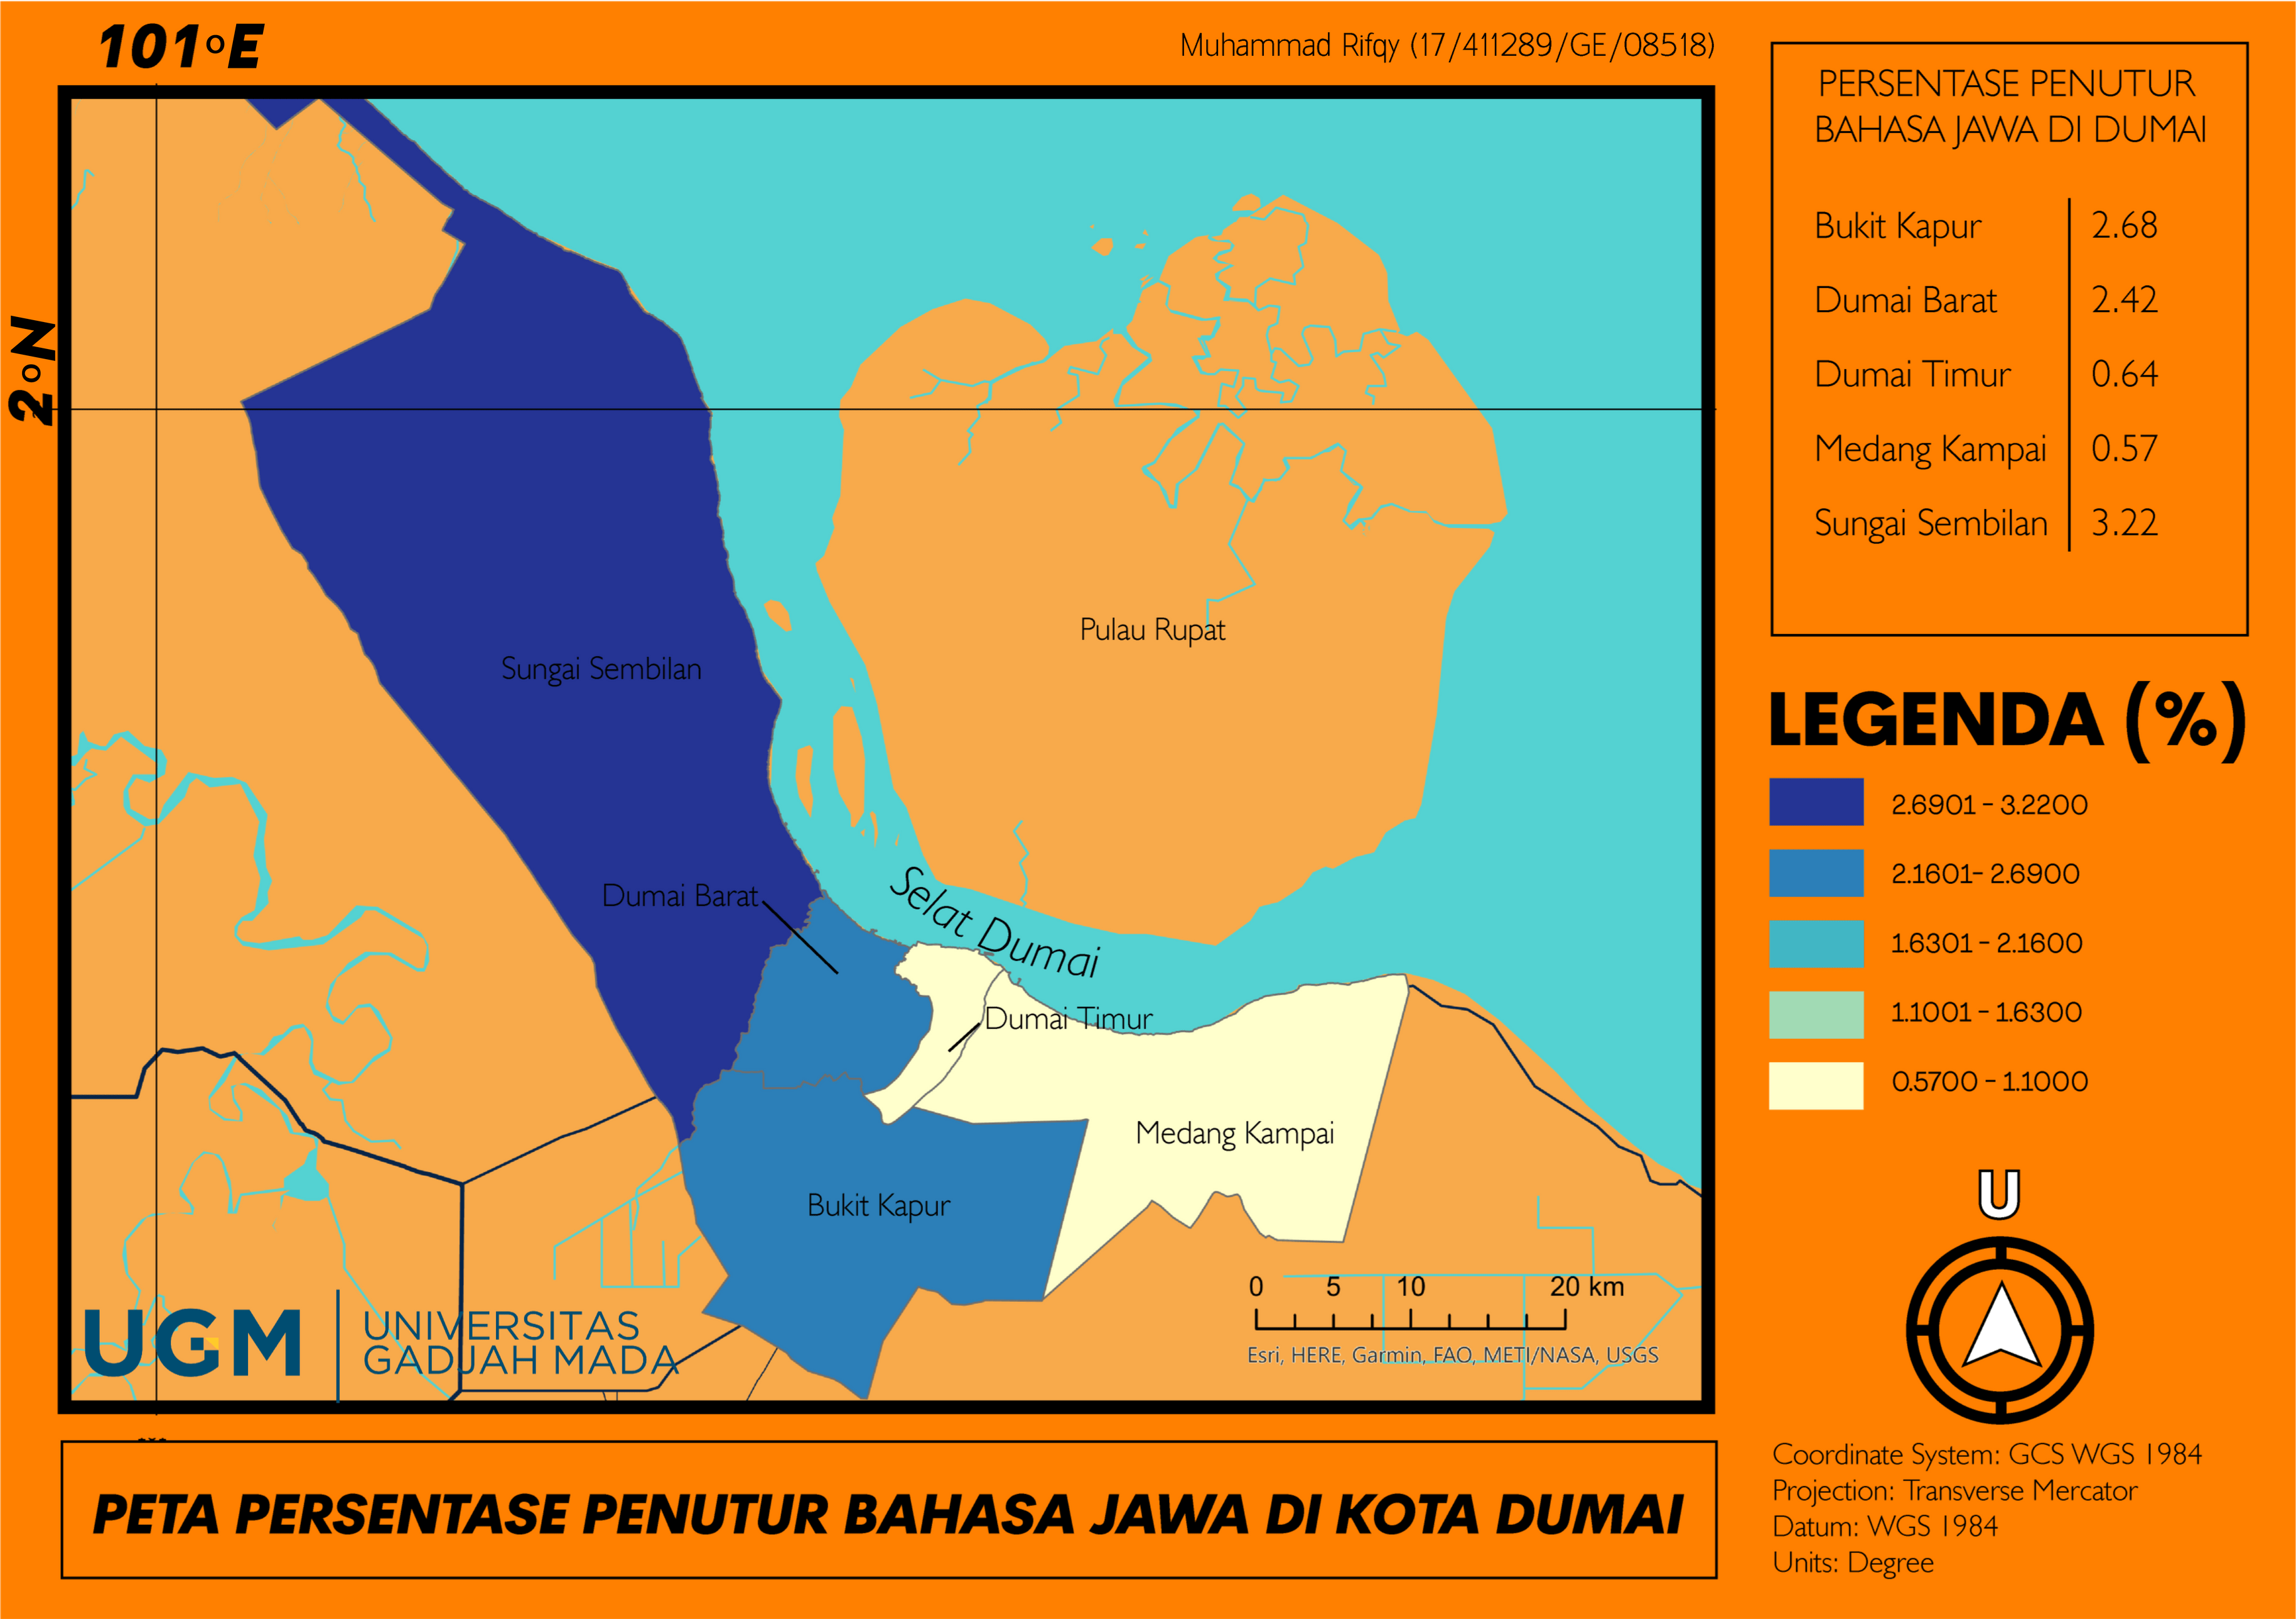 101°E
Muhammad Rifqy (17/411289/GE/08518)
2°N
Sungai Sembilan
Pulau Rupat
Dumai Barat
Selat Dumai
Dumai Timur
Medang Kampai
Bukit Kapur
0 5 10 20 km
Esri, HERE, Garmin, FAO, METI/NASA, USGS
UGM
UNIVERSITAS
GADJAH MADA
PETA PERSENTASE PENUTUR BAHASA JAWA DI KOTA DUMAI
PERSENTASE PENUTUR
BAHASA JAWA DI DUMAI
Bukit Kapur 2.68
Dumai Barat 2.42
Dumai Timur 0.64
Medang Kampai 0.57
Sungai Sembilan 3.22
LEGENDA (%)
2.6901 - 3.2200
2.1601- 2.6900
1.6301 - 2.1600
1.1001 - 1.6300
0.5700 - 1.1000
U
Coordinate System: GCS WGS 1984
Projection: Transverse Mercator
Datum: WGS 1984
Units: Degree